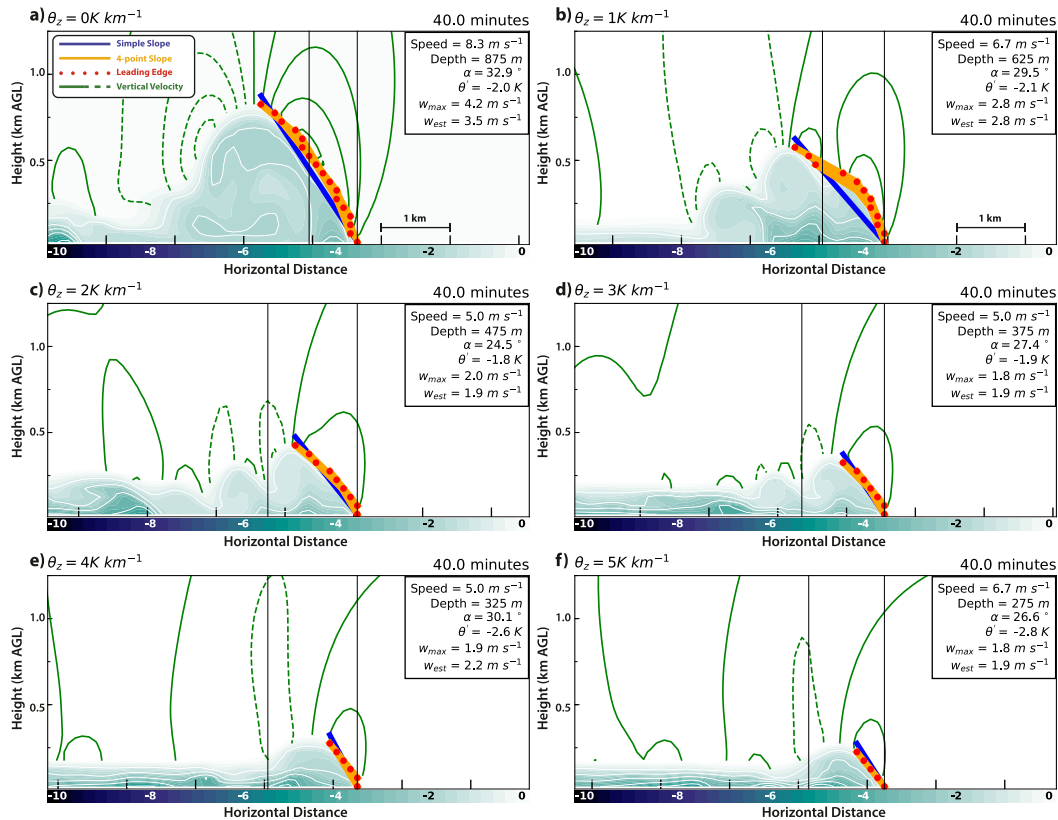 a) θz = 0K km⁻¹ 40.0 minutes
Simple Slope
4-point Slope
Leading Edge
Vertical Velocity
Speed = 8.3 m s⁻¹
Depth = 875 m
α = 32.9 °
θ' = -2.0 K
wmax = 4.2 m s⁻¹
west = 3.5 m s⁻¹
1.0
0.5
Height (km AGL)
1 km
-10 -8 -6 -4 -2 0
Horizontal Distance
b) θz = 1K km⁻¹ 40.0 minutes
Speed = 6.7 m s⁻¹
Depth = 625 m
α = 29.5 °
θ' = -2.1 K
wmax = 2.8 m s⁻¹
west = 2.8 m s⁻¹
1.0
0.5
Height (km AGL)
1 km
-10 -8 -6 -4 -2 0
Horizontal Distance
c) θz = 2K km⁻¹ 40.0 minutes
Speed = 5.0 m s⁻¹
Depth = 475 m
α = 24.5 °
θ' = -1.8 K
wmax = 2.0 m s⁻¹
west = 1.9 m s⁻¹
1.0
0.5
Height (km AGL)
-10 -8 -6 -4 -2 0
Horizontal Distance
d) θz = 3K km⁻¹ 40.0 minutes
Speed = 5.0 m s⁻¹
Depth = 375 m
α = 27.4 °
θ' = -1.9 K
wmax = 1.8 m s⁻¹
west = 1.9 m s⁻¹
1.0
0.5
Height (km AGL)
-10 -8 -6 -4 -2 0
Horizontal Distance
e) θz = 4K km⁻¹ 40.0 minutes
Speed = 5.0 m s⁻¹
Depth = 325 m
α = 30.1 °
θ' = -2.6 K
wmax = 1.9 m s⁻¹
west = 2.2 m s⁻¹
1.0
0.5
Height (km AGL)
-10 -8 -6 -4 -2 0
Horizontal Distance
f) θz = 5K km⁻¹ 40.0 minutes
Speed = 6.7 m s⁻¹
Depth = 275 m
α = 26.6 °
θ' = -2.8 K
wmax = 1.8 m s⁻¹
west = 1.9 m s⁻¹
1.0
0.5
Height (km AGL)
-10 -8 -6 -4 -2 0
Horizontal Distance